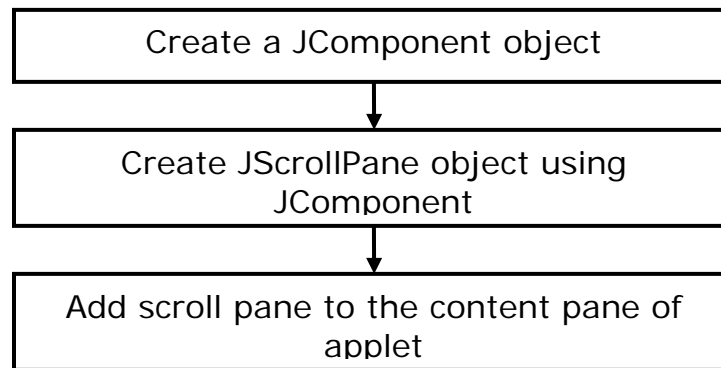 Create a JComponent object
Create JScrollPane object using
JComponent
Add scroll pane to the content pane of
applet